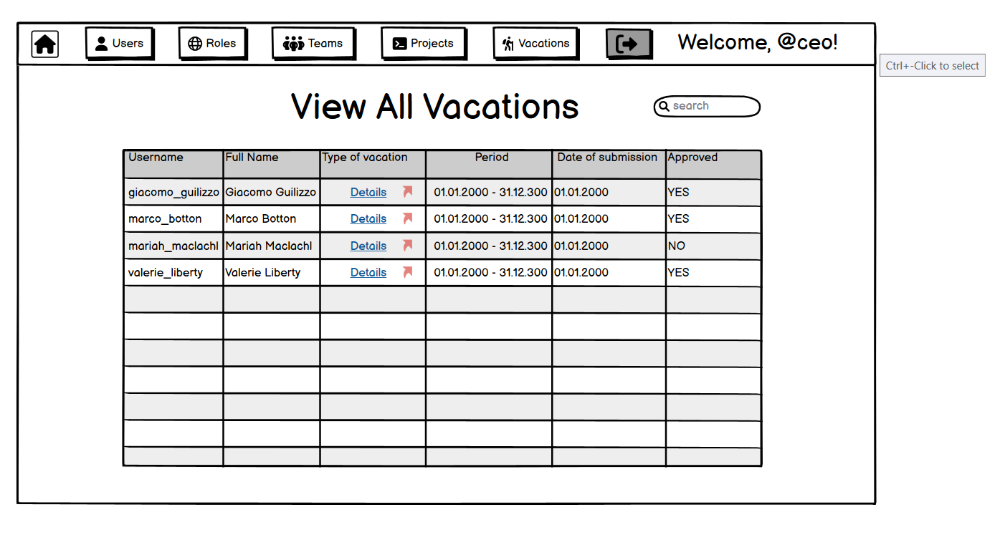 Users Roles Teams Projects Vacations Welcome, @ceo!
Ctrl+-Click to select
View All Vacations search
Username Full Name Type of vacation Period Date of submission Approved
giacomo_guilizzo Giacomo Guilizzo Details 01.01.2000 - 31.12.300 01.01.2000 YES
marco_botton Marco Botton Details 01.01.2000 - 31.12.300 01.01.2000 YES
mariah_maclachl Mariah Maclachl Details 01.01.2000 - 31.12.300 01.01.2000 NO
valerie_liberty Valerie Liberty Details 01.01.2000 - 31.12.300 01.01.2000 YES